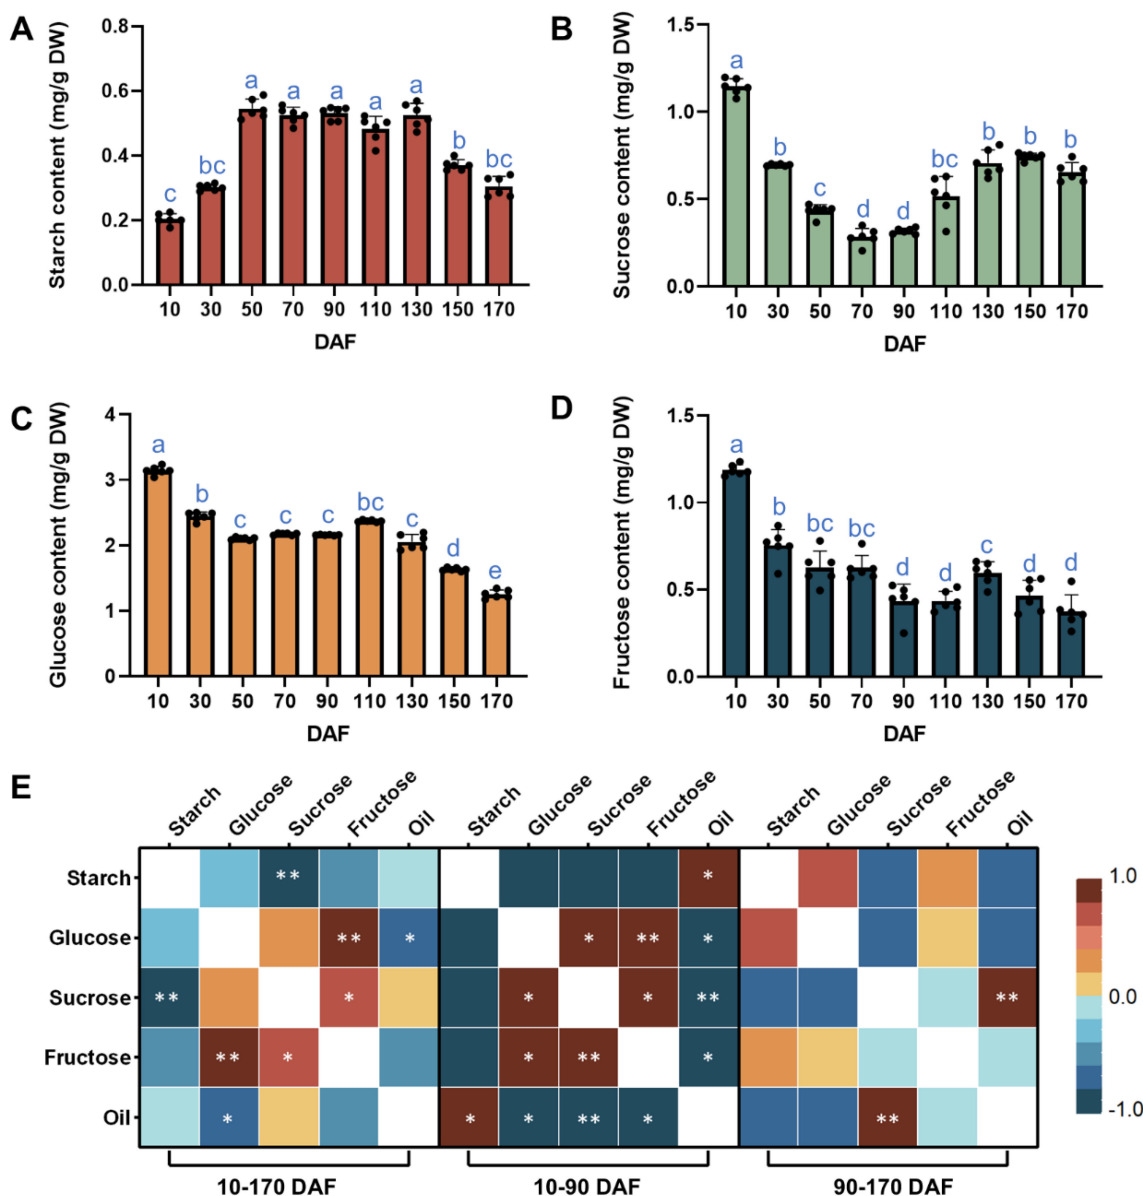 A
Starch content (mg/g DW)
0.8
0.6
0.4
0.2
0.0
c
bc
a
a
a
a
a
b
bc
10 30 50 70 90 110 130 150 170
DAF
B
Sucrose content (mg/g DW)
1.5
1.0
0.5
0.0
a
b
c
d
d
bc
b
b
b
10 30 50 70 90 110 130 150 170
DAF
C
Glucose content (mg/g DW)
4
3
2
1
0
a
b
c
c
c
bc
c
d
e
10 30 50 70 90 110 130 150 170
DAF
D
Fructose content (mg/g DW)
1.5
1.0
0.5
0.0
a
b
bc
bc
d
d
c
d
d
10 30 50 70 90 110 130 150 170
DAF
E
Starch Glucose Sucrose Fructose Oil Starch Glucose Sucrose Fructose Oil Starch Glucose Sucrose Fructose Oil
Starch ** *
Glucose ** * * ** *
Sucrose ** * * * ** **
Fructose ** * * ** *
Oil * * * ** * **
10-170 DAF 10-90 DAF 90-170 DAF
1.0
0.0
-1.0